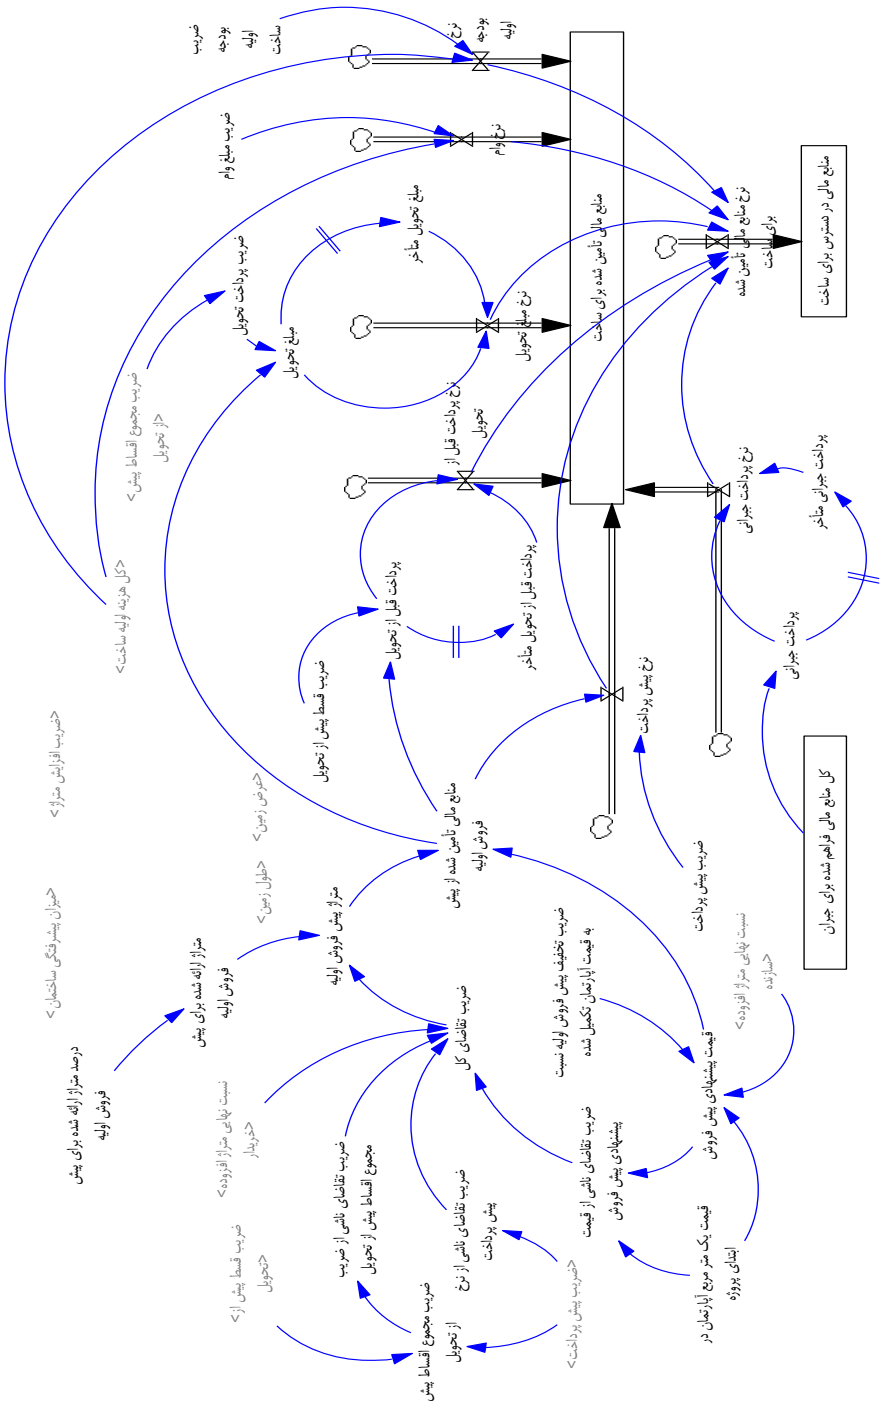 ضریب
بودجه
اولیه
ساخت
نرخ
بودجه
اولیه
ضریب مبلغ وام
نرخ وام
مبلغ تحویل متأخر
ضریب پرداخت تحویل
مبلغ تحویل
نرخ مبلغ تحویل
منابع مالی تأمین شده برای ساخت
نرخ منابع مالی تأمین شده
برای ساخت
منابع مالی در دسترس برای ساخت
<ضریب مجموع اقساط پیش
از تحویل>
نرخ پرداخت قبل از
تحویل
نرخ پرداخت جبرانی
پرداخت جبرانی متأخر
<کل هزینه اولیه ساخت>
پرداخت قبل از تحویل
پرداخت قبل از تحویل متأخر
پرداخت جبرانی
ضریب قسط پیش از تحویل
نرخ پیش پرداخت
<ضریب افزایش متراژ>
<عرض زمین>
<طول زمین>
منابع مالی تأمین شده از پیش
فروش اولیه
ضریب پیش پرداخت
کل منابع مالی فراهم شده برای جبران
<میزان پیشرفتگی ساختمان>
متراژ ارائه شده برای پیش
فروش اولیه
متراژ پیش فروش اولیه
ضریب تخفیف پیش فروش اولیه نسبت
به قیمت آپارتمان تکمیل شده
<نسبت نهایی متراژ افزوده
سازنده>
ضریب تقاضای کل
درصد متراژ ارائه شده برای پیش
فروش اولیه
<نسبت نهایی متراژ افزوده
خریدار>
قیمت پیشنهادی پیش فروش
ضریب تقاضای ناشی از ضریب
مجموع اقساط پیش از تحویل
ضریب تقاضای ناشی از نرخ
پیش پرداخت
ضریب تقاضای ناشی از قیمت
پیشنهادی پیش فروش
<ضریب قسط پیش از
تحویل>
ضریب مجموع اقساط پیش
از تحویل
<ضریب پیش پرداخت>
قیمت یک متر مربع آپارتمان در
ابتدای پروژه